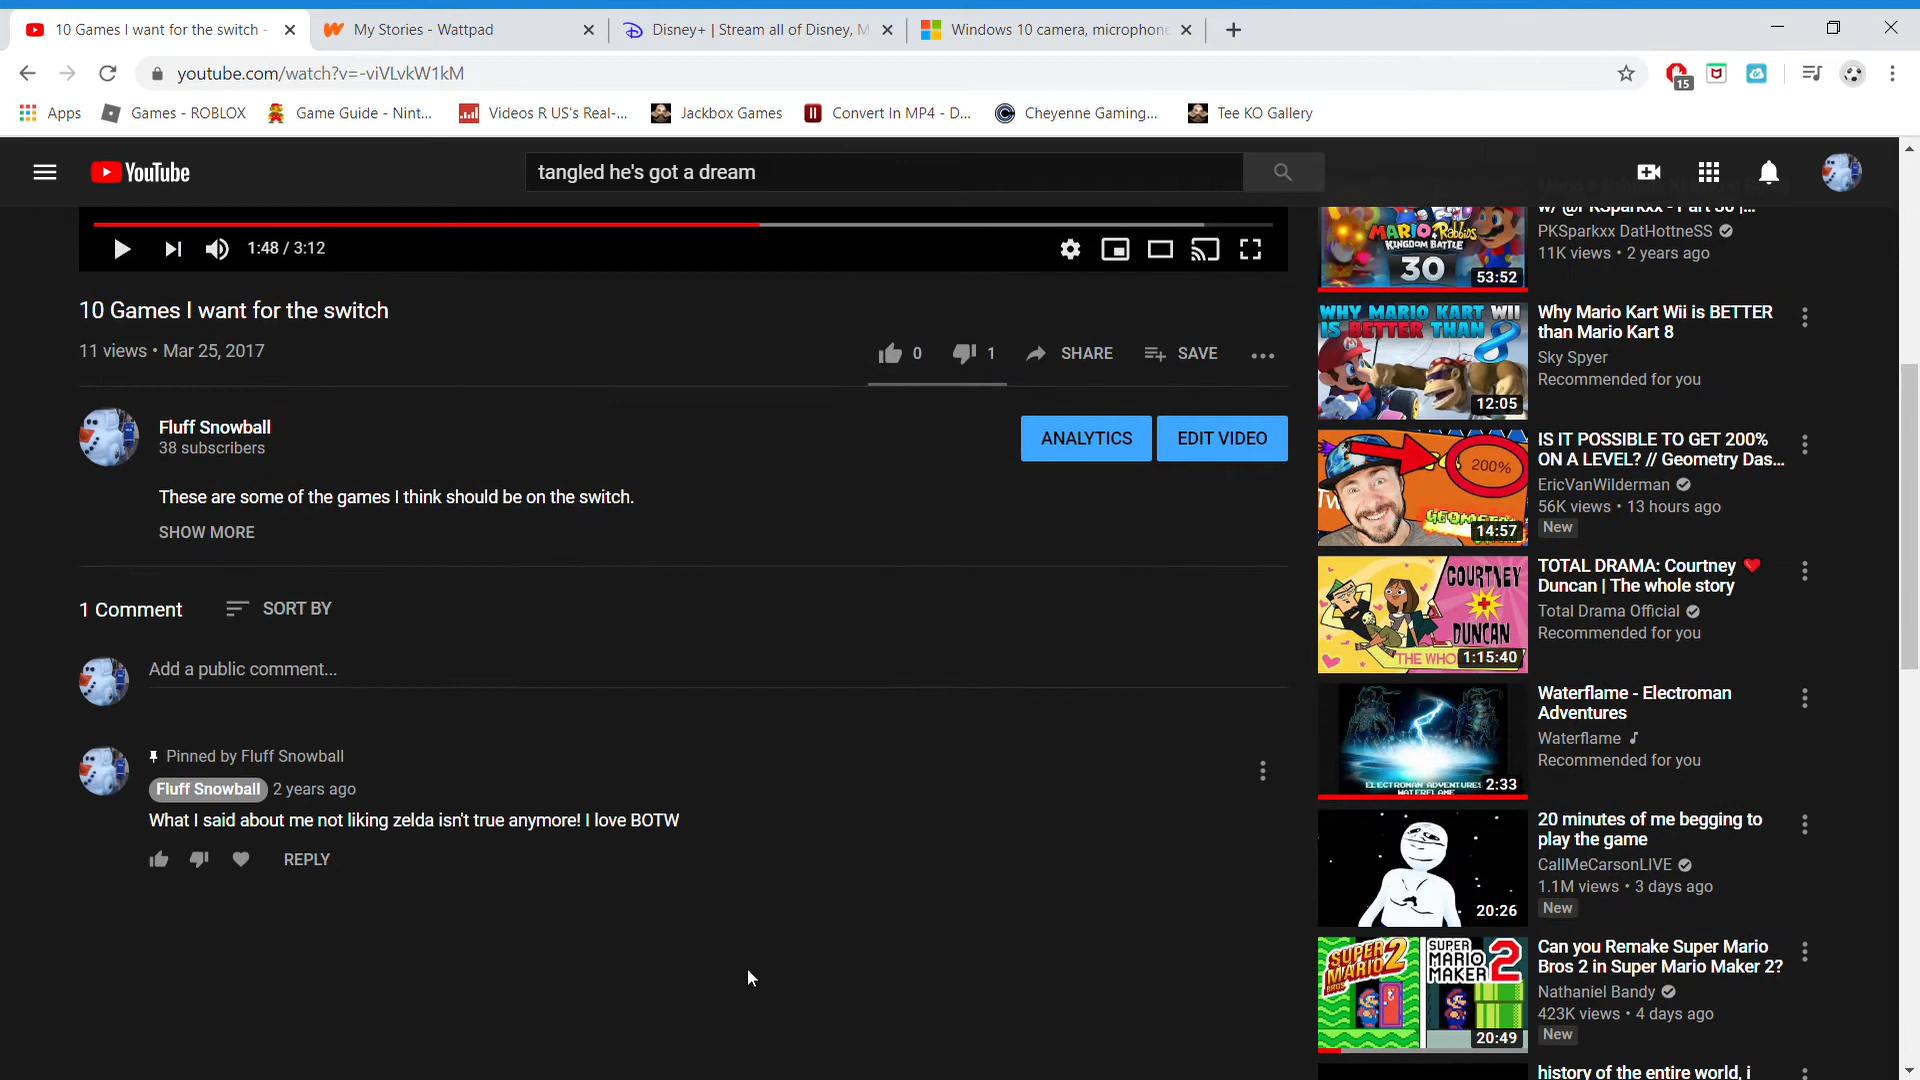 10 Games I want for the switch -
My Stories - Wattpad
Disney+ | Stream all of Disney, M
Windows 10 camera, microphone
youtube.com/watch?v=-viVLvkW1kM
15
Apps
Games - ROBLOX
Game Guide - Nint...
Videos R US's Real-...
Jackbox Games
Convert In MP4 - D...
Cheyenne Gaming...
Tee KO Gallery
YouTube
tangled he's got a dream
1:48 / 3:12
10 Games I want for the switch
11 views • Mar 25, 2017
0
1
SHARE
SAVE
Fluff Snowball
38 subscribers
ANALYTICS
EDIT VIDEO
These are some of the games I think should be on the switch.
SHOW MORE
1 Comment
SORT BY
Add a public comment...
Pinned by Fluff Snowball
Fluff Snowball 2 years ago
What I said about me not liking zelda isn't true anymore! I love BOTW
REPLY
w/ @PKSparkxx - Part 30 |...
PKSparkxx DatHottneSS
11K views • 2 years ago
MARIO + Rabbids
KINGDOM BATTLE
30
53:52
WHY MARIO KART WII
IS BETTER THAN 8
12:05
Why Mario Kart Wii is BETTER
than Mario Kart 8
Sky Spyer
Recommended for you
200%
14:57
IS IT POSSIBLE TO GET 200%
ON A LEVEL? // Geometry Das...
EricVanWilderman
56K views • 13 hours ago
New
COURTNEY
DUNCAN
THE WHO
1:15:40
TOTAL DRAMA: Courtney ❤️
Duncan | The whole story
Total Drama Official
Recommended for you
ELECTROMAN ADVENTURES
WATERFLAME
2:33
Waterflame - Electroman
Adventures
Waterflame
Recommended for you
20:26
20 minutes of me begging to
play the game
CallMeCarsonLIVE
1.1M views • 3 days ago
New
SUPER
MARIO 2
BROS
SUPER
MARIO
MAKER 2
20:49
Can you Remake Super Mario
Bros 2 in Super Mario Maker 2?
Nathaniel Bandy
423K views • 4 days ago
New
history of the entire world, i